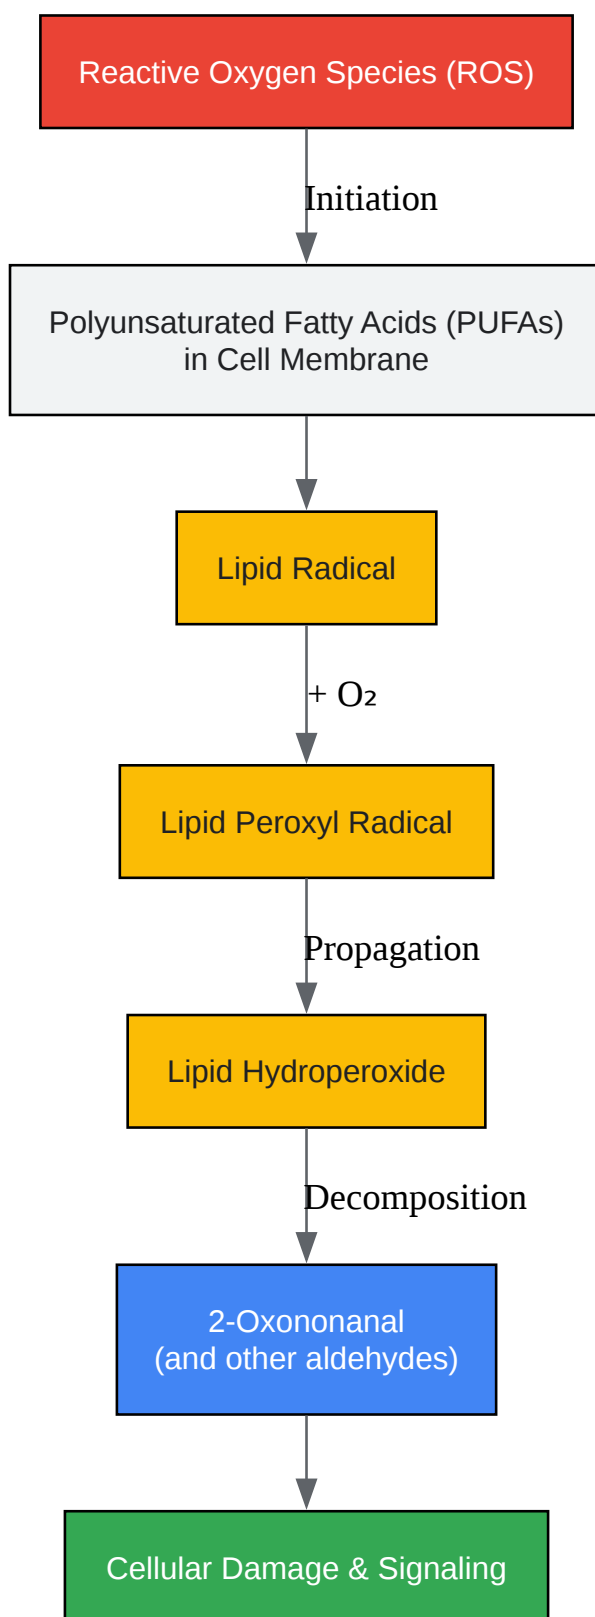 Reactive Oxygen Species (ROS)
Initiation
Polyunsaturated Fatty Acids (PUFAs)
in Cell Membrane
Lipid Radical
+ O₂
Lipid Peroxyl Radical
Propagation
Lipid Hydroperoxide
Decomposition
2-Oxononanal
(and other aldehydes)
Cellular Damage & Signaling